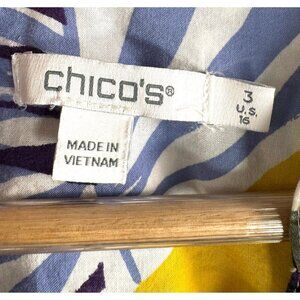 chico's®
3
U.S.
16
MADE IN
VIETNAM